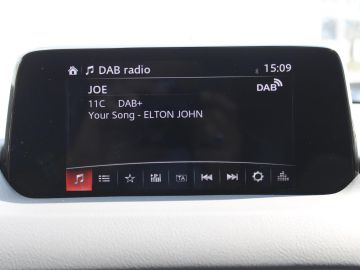 DAB radio 15:09
JOE DAB
11C DAB+
Your Song - ELTON JOHN
TA